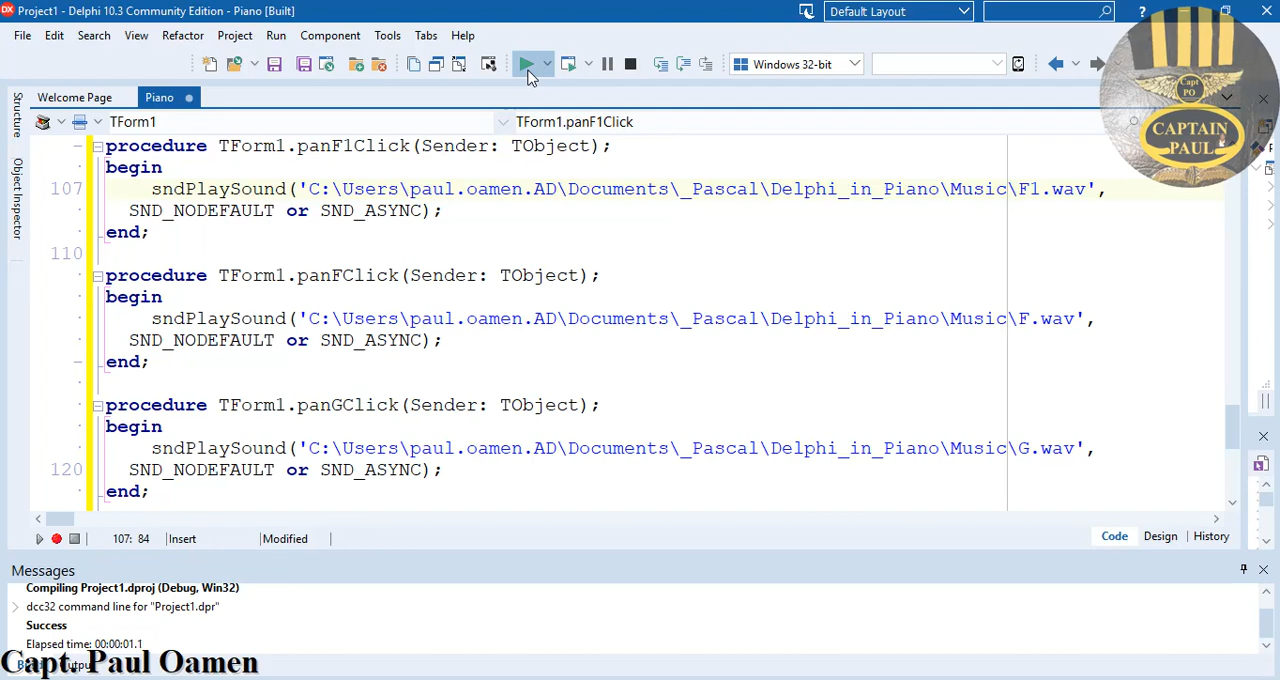 Project1 - Delphi 10.3 Community Edition - Piano [Built]
Default Layout
?
File Edit Search View Refactor Project Run Component Tools Tabs Help
Windows 32-bit
Capt
PO
CAPTAIN
PAUL
Welcome Page
Piano
TForm1
TForm1.panF1Click
Structure
Object Inspector
procedure TForm1.panF1Click(Sender: TObject);
begin
107 sndPlaySound('C:\Users\paul.oamen.AD\Documents\_Pascal\Delphi_in_Piano\Music\F1.wav',
SND_NODEFAULT or SND_ASYNC);
end;
110
procedure TForm1.panFClick(Sender: TObject);
begin
sndPlaySound('C:\Users\paul.oamen.AD\Documents\_Pascal\Delphi_in_Piano\Music\F.wav',
SND_NODEFAULT or SND_ASYNC);
end;
procedure TForm1.panGClick(Sender: TObject);
begin
sndPlaySound('C:\Users\paul.oamen.AD\Documents\_Pascal\Delphi_in_Piano\Music\G.wav',
120 SND_NODEFAULT or SND_ASYNC);
end;
107: 84 Insert Modified
Code Design History
Messages
Compiling Project1.dproj (Debug, Win32)
dcc32 command line for "Project1.dpr"
Success
Elapsed time: 00:00:01.1
Capt. Paul Oamen